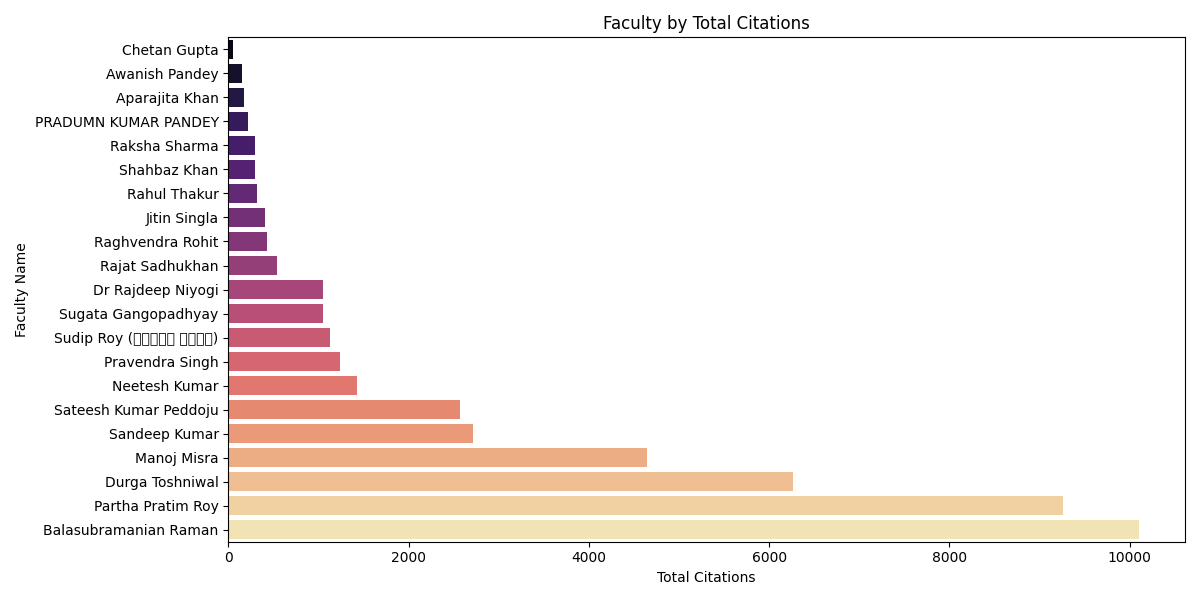 Faculty by Total Citations
Chetan Gupta
Awanish Pandey
Aparajita Khan
PRADUMN KUMAR PANDEY
Raksha Sharma
Shahbaz Khan
Rahul Thakur
Jitin Singla
Raghvendra Rohit
Rajat Sadhukhan
Dr Rajdeep Niyogi
Sugata Gangopadhyay
Sudip Roy
Pravendra Singh
Neetesh Kumar
Sateesh Kumar Peddoju
Sandeep Kumar
Manoj Misra
Durga Toshniwal
Partha Pratim Roy
Balasubramanian Raman
Faculty Name
0 2000 4000 6000 8000 10000
Total Citations